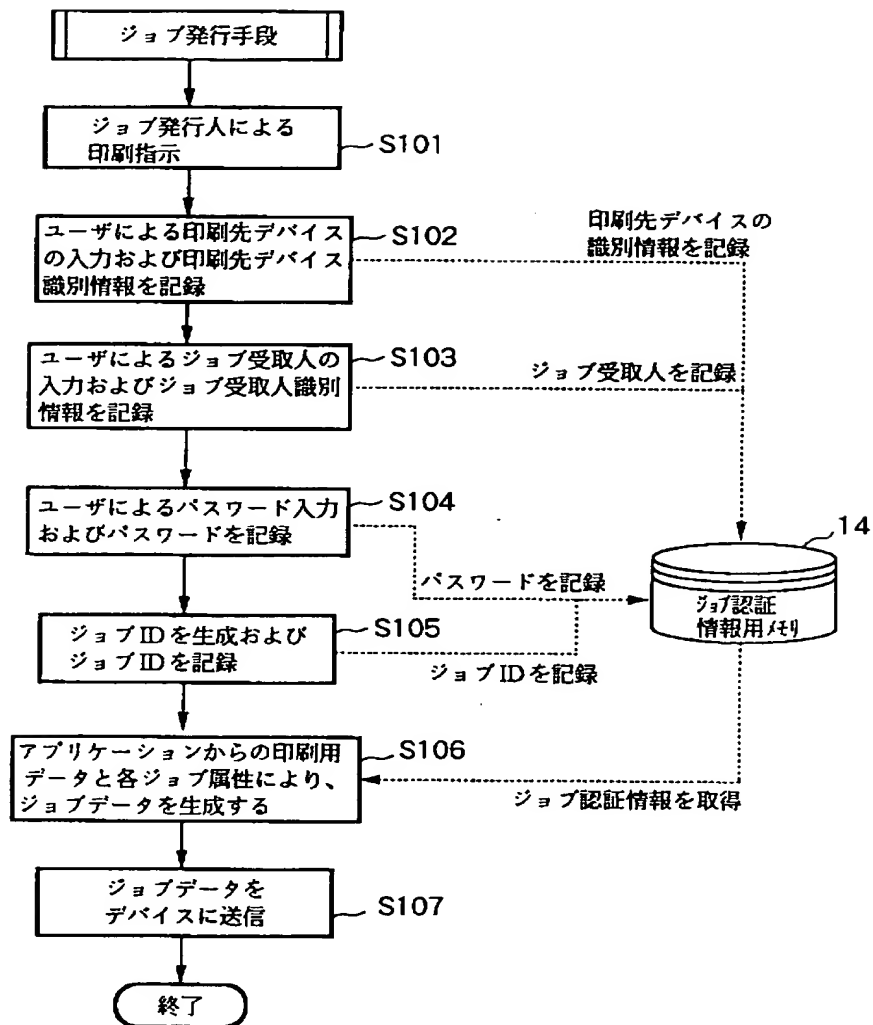 ジョブ発行手段
ジョブ発行人による
印刷指示
S101
ユーザによる印刷先デバイス
の入力および印刷先デバイス
識別情報を記録
S102
印刷先デバイスの
識別情報を記録
ユーザによるジョブ受取人の
入力およびジョブ受取人識別
情報を記録
S103
ジョブ受取人を記録
ユーザによるパスワード入力
およびパスワードを記録
S104
パスワードを記録
14
ジョブ認証
情報用メモリ
ジョブIDを生成および
ジョブIDを記録
S105
ジョブIDを記録
アプリケーションからの印刷用
データと各ジョブ属性により、
ジョブデータを生成する
S106
ジョブ認証情報を取得
ジョブデータを
デバイスに送信
S107
終了